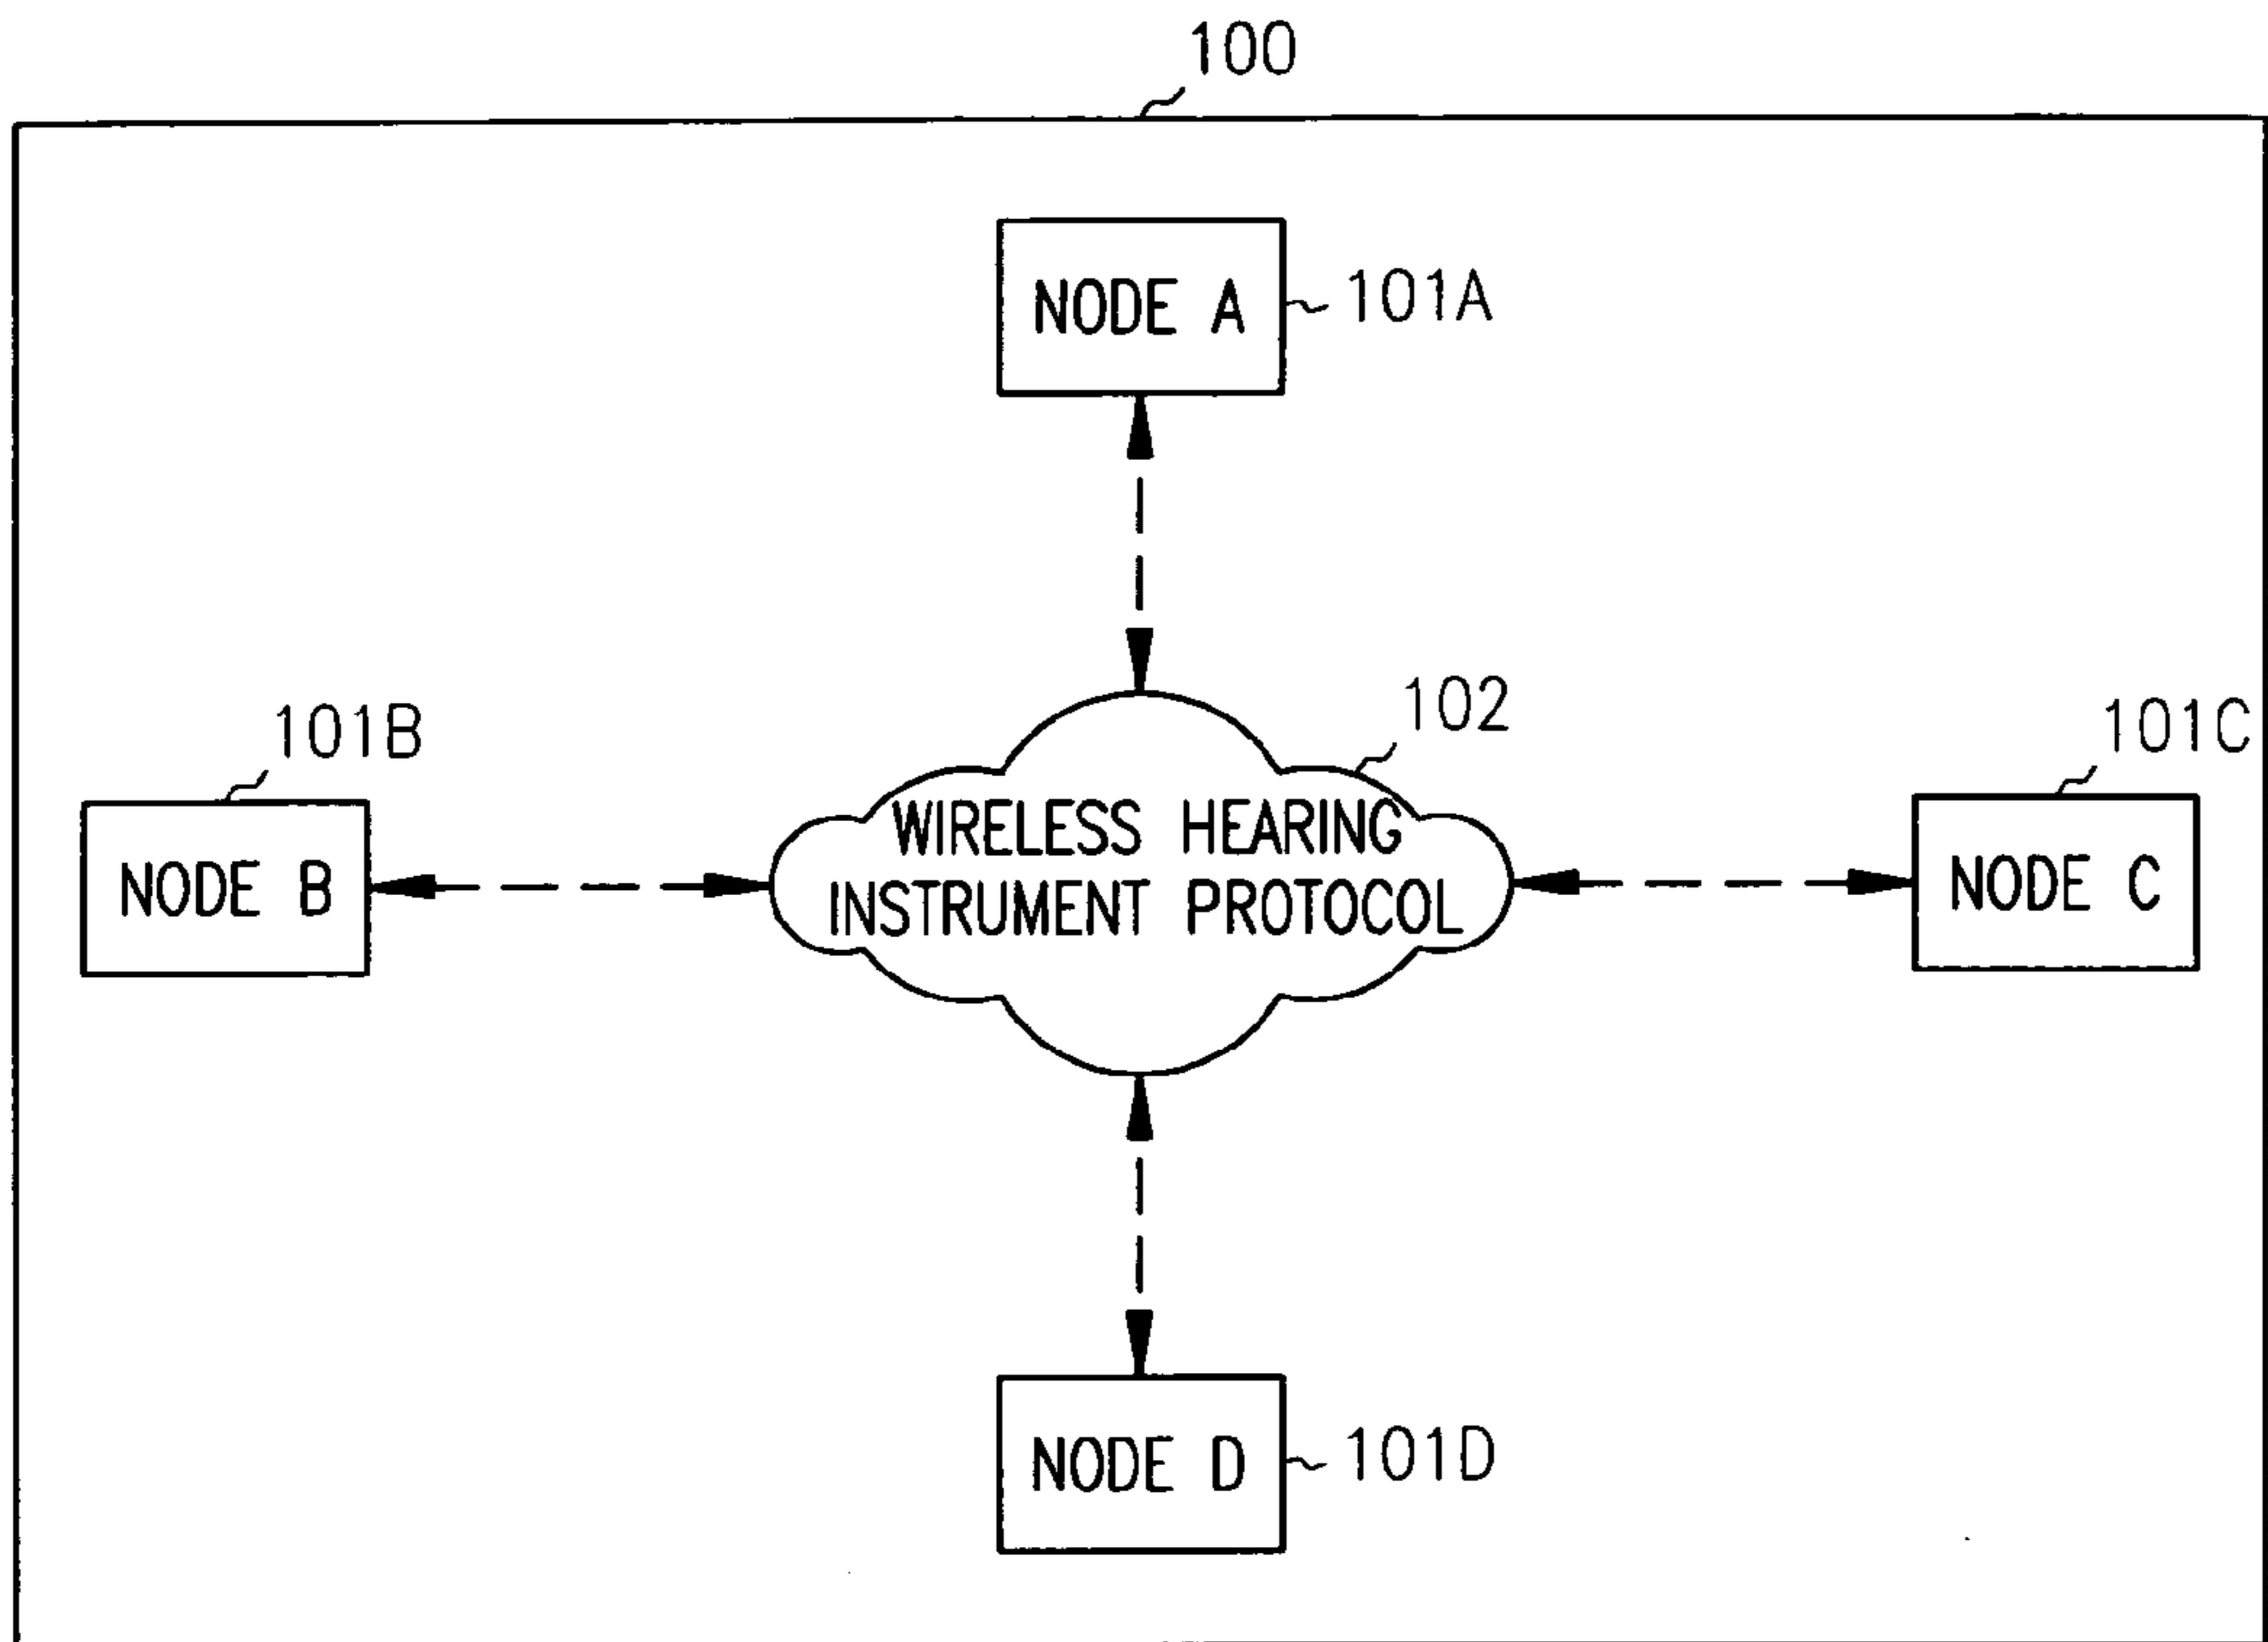 100
NODE A
101A
102
101B
101C
WIRELESS HEARING
INSTRUMENT PROTOCOL
NODE B
NODE C
NODE D
101D